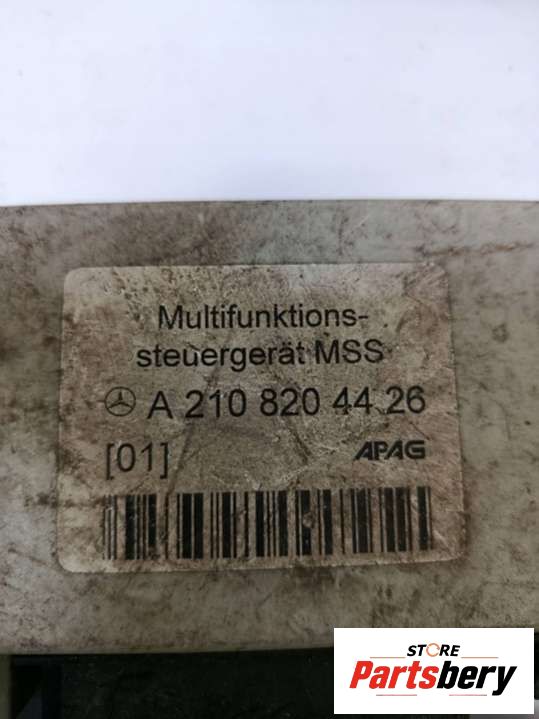 Multifunktions-
steuergerät MSS
A 210 820 44 26
[01] APAG
STORE
Partsbery